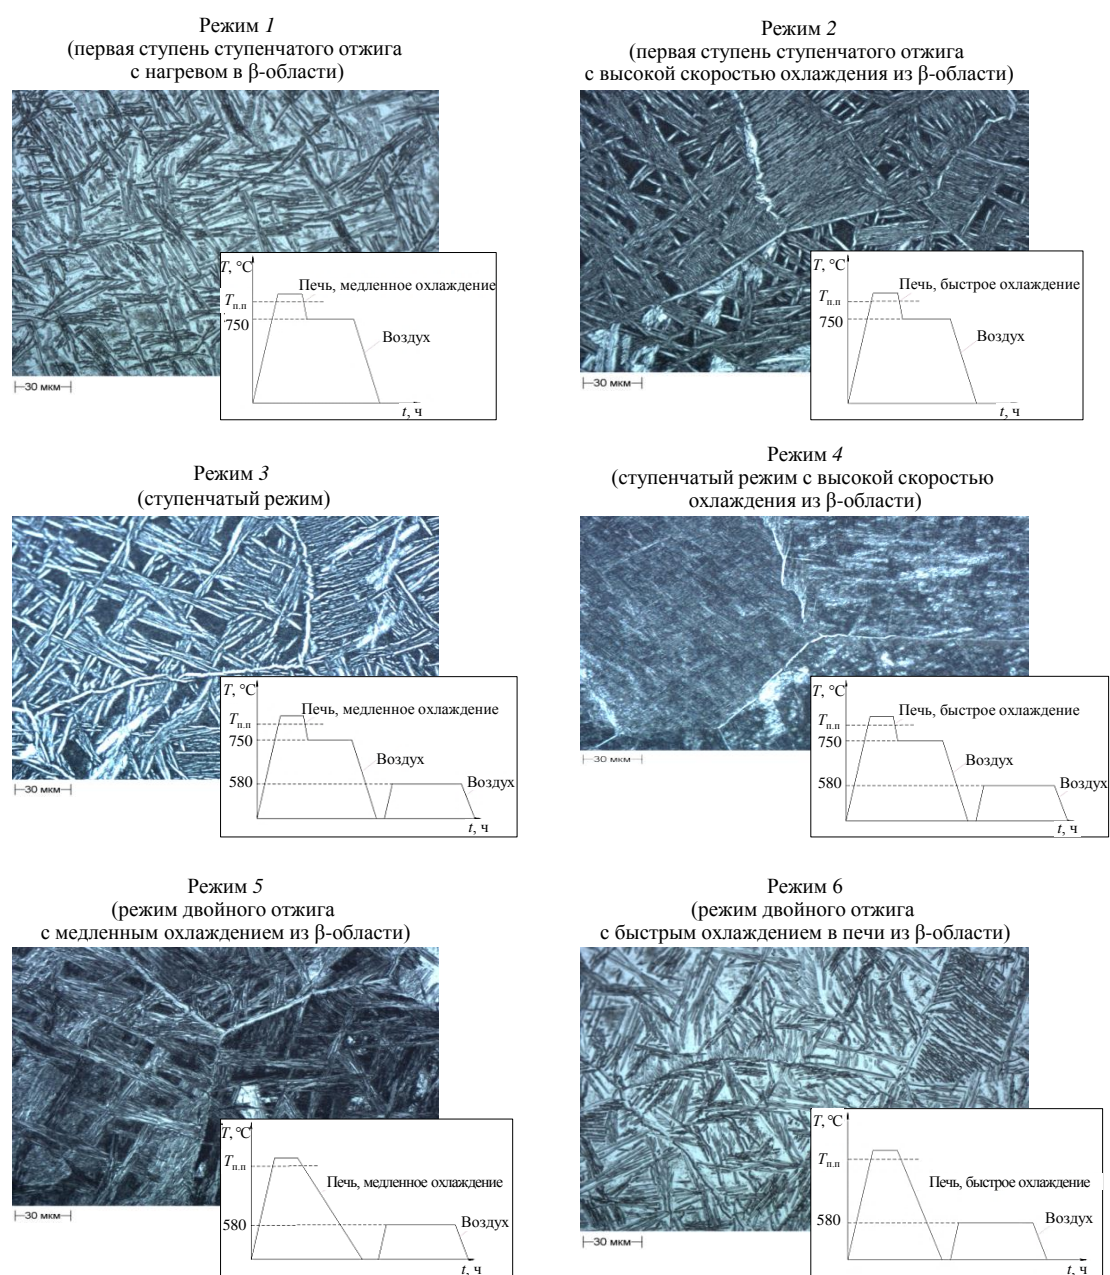 Режим 1
(первая ступень ступенчатого отжига
с нагревом в β-области)
T, °C
Tп.п
750
Печь, медленное охлаждение
Воздух
t, ч
30 мкм
Режим 2
(первая ступень ступенчатого отжига
с высокой скоростью охлаждения из β-области)
T, °C
Tп.п
750
Печь, быстрое охлаждение
Воздух
t, ч
30 мкм
Режим 3
(ступенчатый режим)
T, °C
Tп.п
750
580
Печь, медленное охлаждение
Воздух
Воздух
t, ч
30 мкм
Режим 4
(ступенчатый режим с высокой скоростью
охлаждения из β-области)
T, °C
Tп.п
750
580
Печь, быстрое охлаждение
Воздух
Воздух
t, ч
30 мкм
Режим 5
(режим двойного отжига
с медленным охлаждением из β-области)
T, °C
Tп.п
580
Печь, медленное охлаждение
Воздух
t, ч
30 мкм
Режим 6
(режим двойного отжига
с быстрым охлаждением в печи из β-области)
T, °C
Tп.п
580
Печь, быстрое охлаждение
Воздух
t, ч
30 мкм